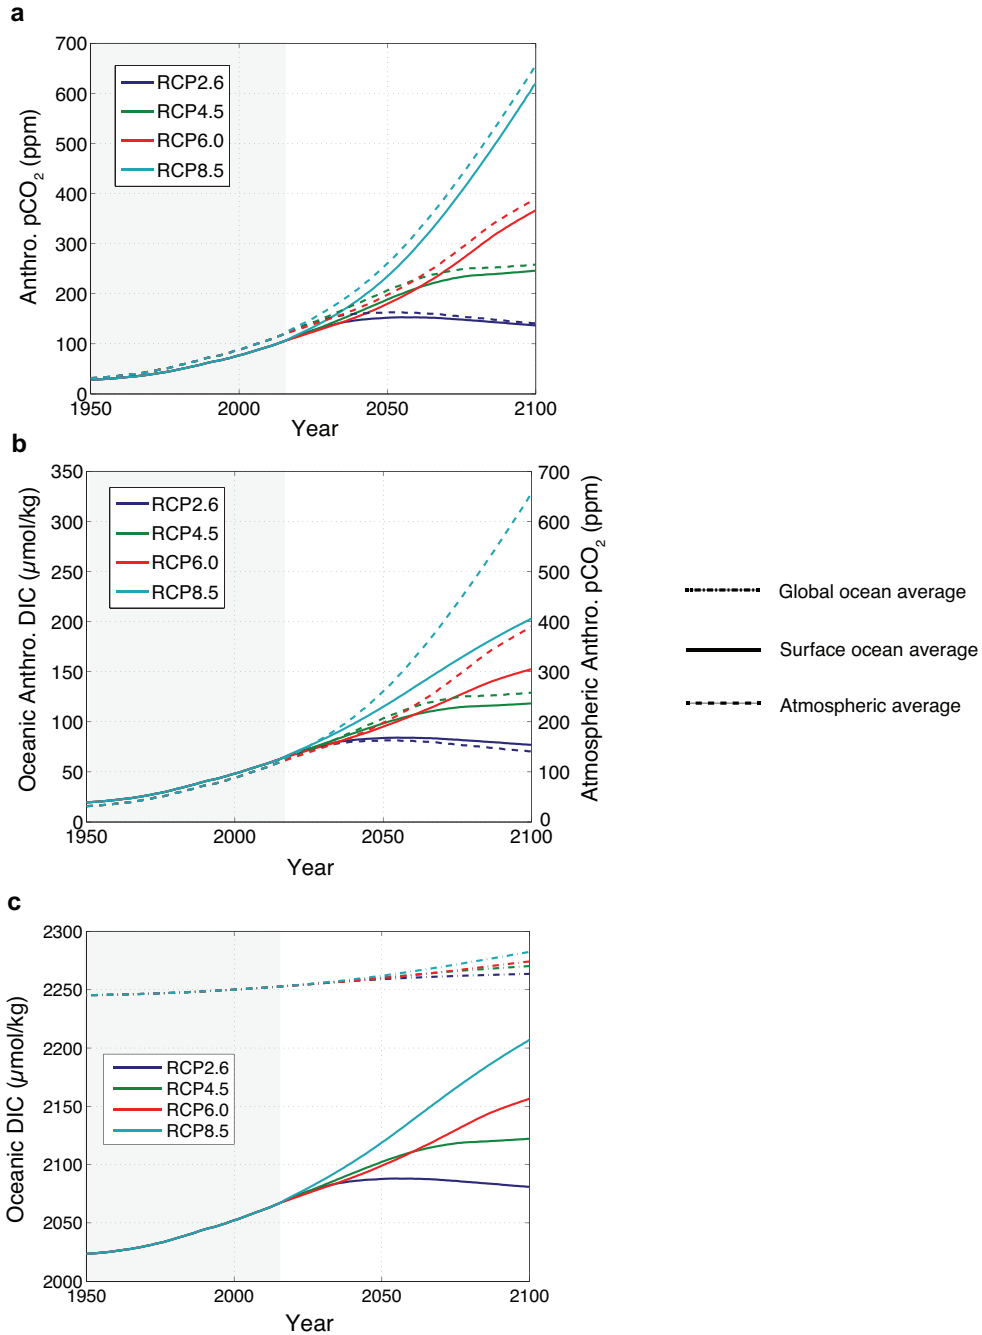 a
700
600
500
400
300
200
100
0
Anthro. pCO2 (ppm)
RCP2.6
RCP4.5
RCP6.0
RCP8.5
1950
2000
2050
2100
Year
b
350
300
250
200
150
100
50
0
Oceanic Anthro. DIC (µmol/kg)
RCP2.6
RCP4.5
RCP6.0
RCP8.5
700
600
500
400
300
200
100
0
Atmospheric Anthro. pCO2 (ppm)
1950
2000
2050
2100
Year
Global ocean average
Surface ocean average
Atmospheric average
c
2300
2250
2200
2150
2100
2050
2000
Oceanic DIC (µmol/kg)
RCP2.6
RCP4.5
RCP6.0
RCP8.5
1950
2000
2050
2100
Year